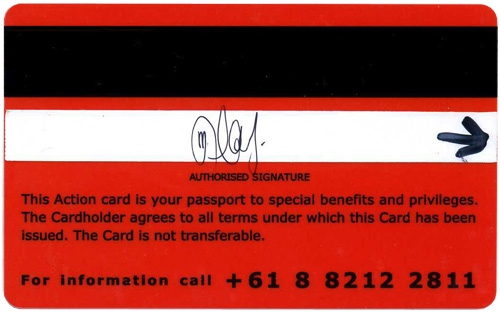 AUTHORISED SIGNATURE
This Action card is your passport to special benefits and privileges.
The Cardholder agrees to all terms under which this Card has been
issued. The Card is not transferable.
For information call +61 8 8212 2811